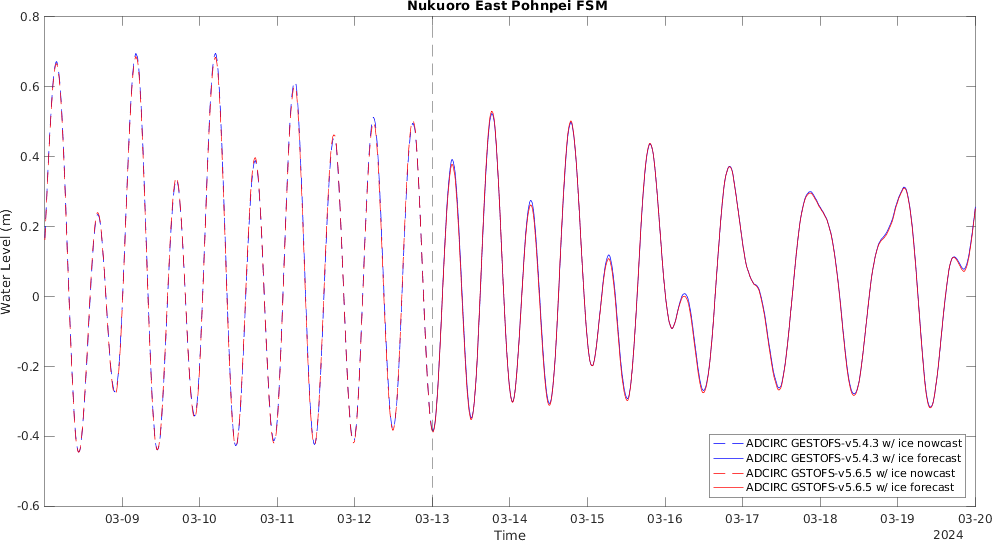 Nukuoro East Pohnpei FSM
0.8
0.6
0.4
0.2
0
-0.2
-0.4
-0.6
Water Level (m)
ADCIRC GESTOFS-v5.4.3 w/ ice nowcast
ADCIRC GESTOFS-v5.4.3 w/ ice forecast
ADCIRC GSTOFS-v5.6.5 w/ ice nowcast
ADCIRC GSTOFS-v5.6.5 w/ ice forecast
03-09 03-10 03-11 03-12 03-13 03-14 03-15 03-16 03-17 03-18 03-19 03-20
Time
2024